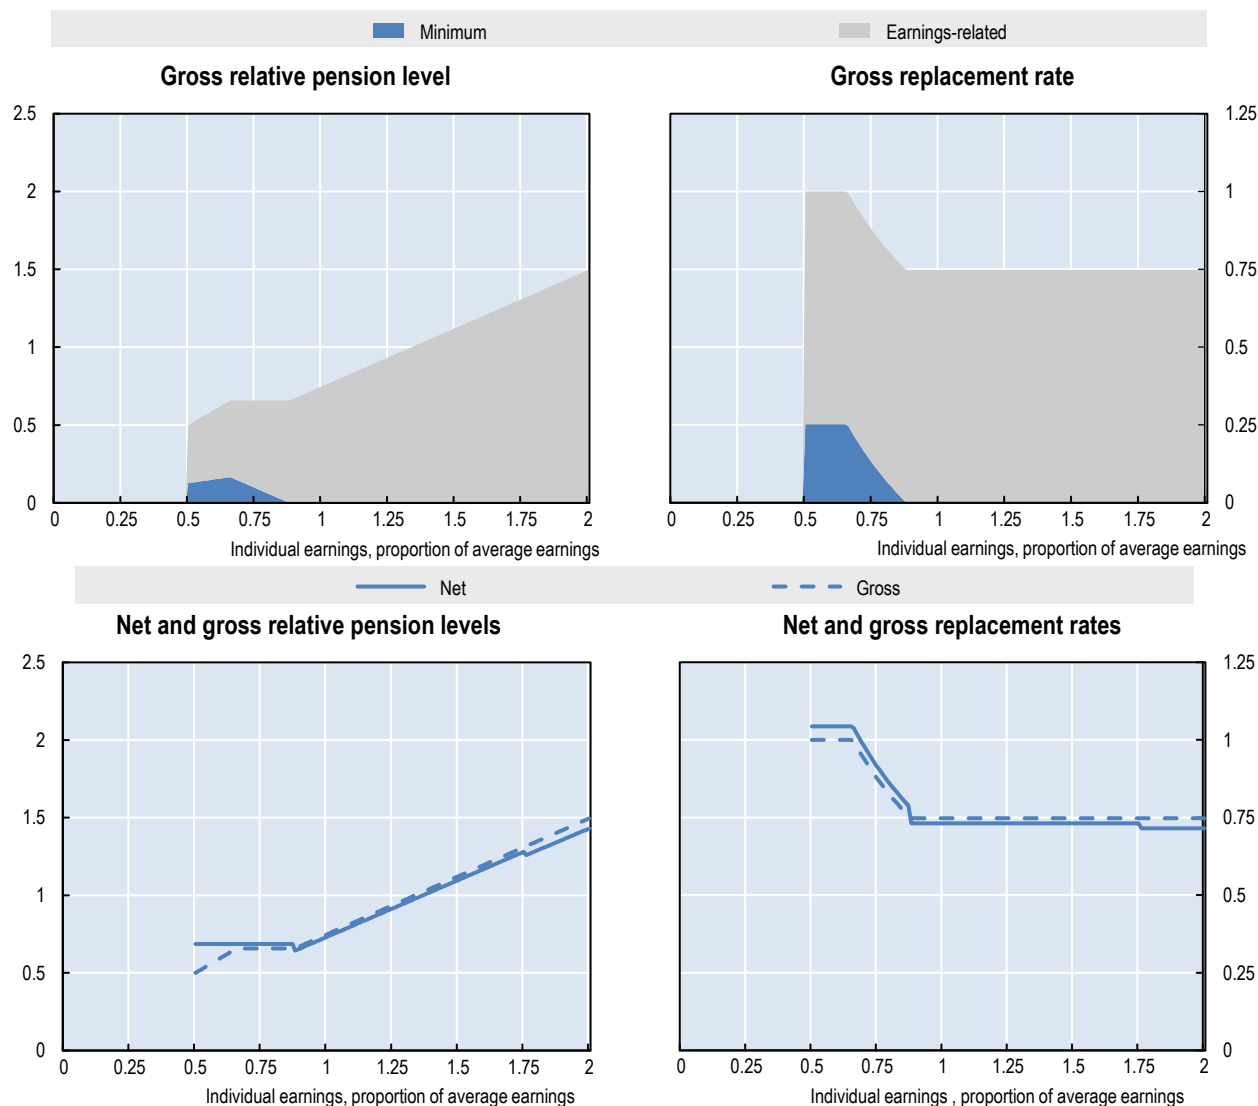 Minimum Earnings-related
Gross relative pension level Gross replacement rate
2.5
2
1.5
1
0.5
0
0 0.25 0.5 0.75 1 1.25 1.5 1.75 2
Individual earnings, proportion of average earnings
1.25
1
0.75
0.5
0.25
0
0 0.25 0.5 0.75 1 1.25 1.5 1.75 2
Individual earnings, proportion of average earnings
Net Gross
Net and gross relative pension levels Net and gross replacement rates
2.5
2
1.5
1
0.5
0
0 0.25 0.5 0.75 1 1.25 1.5 1.75 2
Individual earnings, proportion of average earnings
1.25
1
0.75
0.5
0.25
0
0 0.25 0.5 0.75 1 1.25 1.5 1.75 2
Individual earnings , proportion of average earnings